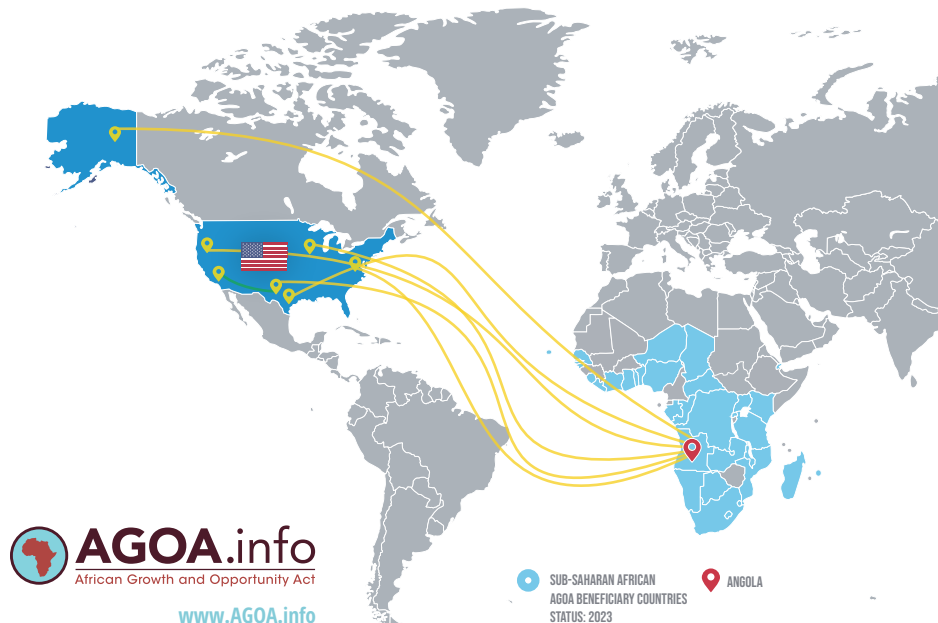 AGOA.info
African Growth and Opportunity Act
www.AGOA.info
SUB-SAHARAN AFRICAN
AGOA BENEFICIARY COUNTRIES
STATUS: 2023
ANGOLA